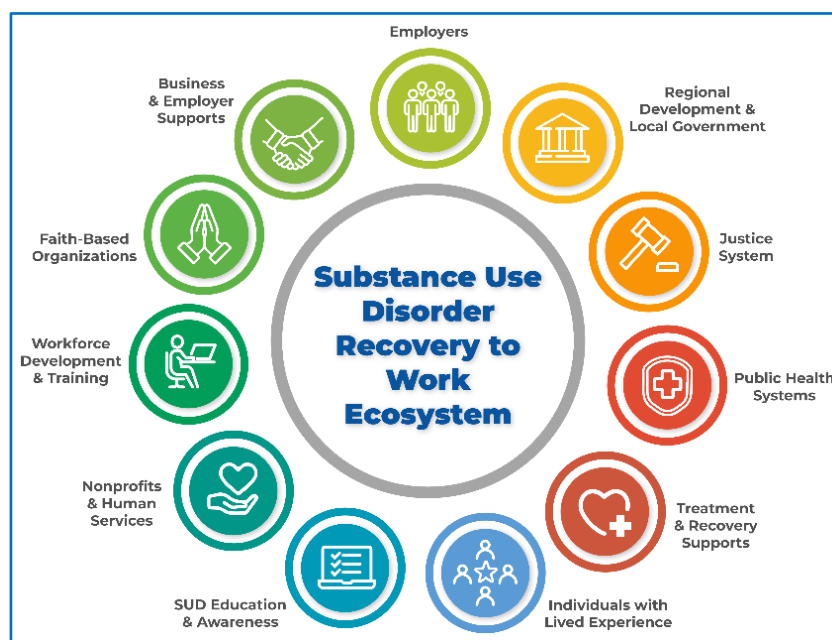 Employers
Regional
Development &
Local Government
Justice
System
Public Health
Systems
Treatment
& Recovery
Supports
Individuals with
Lived Experience
SUD Education
& Awareness
Nonprofits
& Human
Services
Workforce
Development
& Training
Faith-Based
Organizations
Business
& Employer
Supports
Substance Use
Disorder
Recovery to
Work
Ecosystem